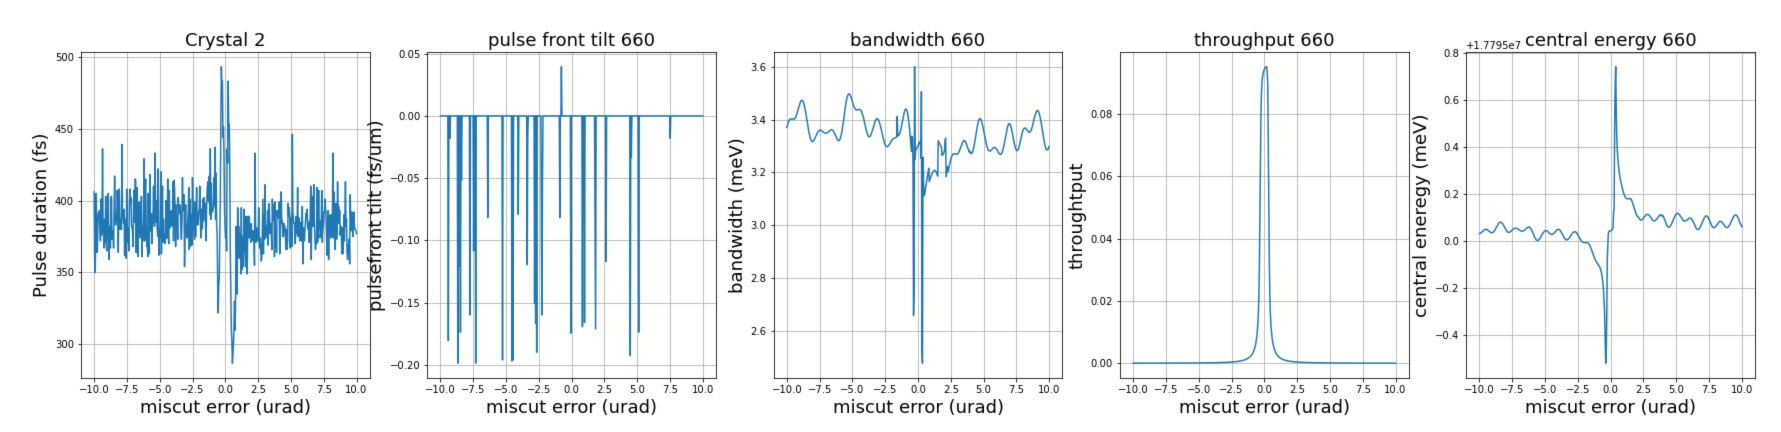 Crystal 2
Pulse duration (fs)
500
450
400
350
300
−10.0 −7.5 −5.0 −2.5 0.0 2.5 5.0 7.5 10.0
miscut error (urad)
pulse front tilt 660
pulsefront tilt (fs/um)
0.05
0.00
−0.05
−0.10
−0.15
−0.20
−10.0 −7.5 −5.0 −2.5 0.0 2.5 5.0 7.5 10.0
miscut error (urad)
bandwidth 660
bandwidth (meV)
3.6
3.4
3.2
3.0
2.8
2.6
−10.0 −7.5 −5.0 −2.5 0.0 2.5 5.0 7.5 10.0
miscut error (urad)
throughput 660
throughtput
0.08
0.06
0.04
0.02
0.00
−10.0 −7.5 −5.0 −2.5 0.0 2.5 5.0 7.5 10.0
miscut error (urad)
+1.7795e7 central energy 660
central eneregy (meV)
0.8
0.6
0.4
0.2
0.0
−0.2
−0.4
−10.0 −7.5 −5.0 −2.5 0.0 2.5 5.0 7.5 10.0
miscut error (urad)